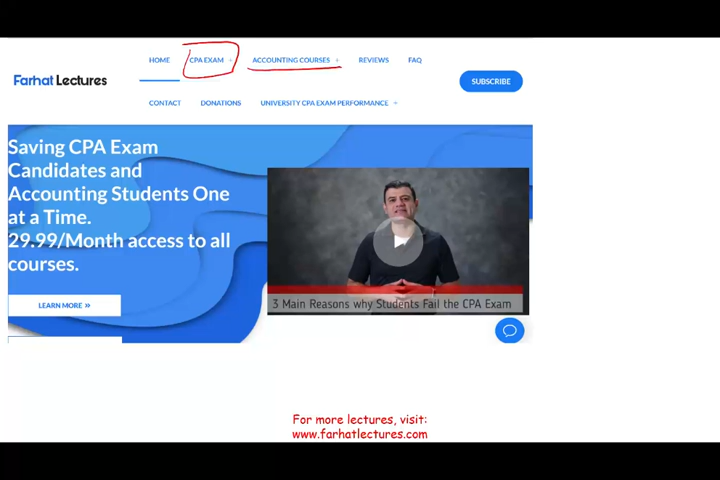 HOME CPA EXAM ACCOUNTING COURSES REVIEWS FAQ
Farhat Lectures
SUBSCRIBE
CONTACT DONATIONS UNIVERSITY CPA EXAM PERFORMANCE
Saving CPA Exam
Candidates and
Accounting Students One
at a Time.
29.99/Month access to all
courses.
LEARN MORE »
3 Main Reasons why Students Fail the CPA Exam
For more lectures, visit:
www.farhatlectures.com